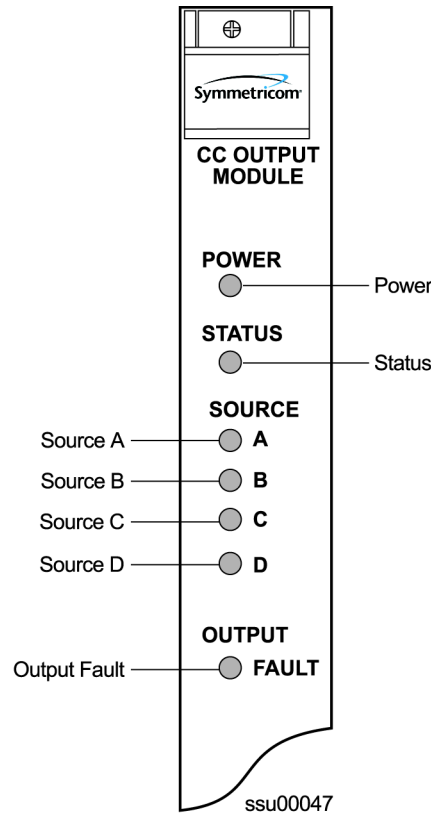 Symmetricom
CC OUTPUT
MODULE
POWER
Power
STATUS
Status
SOURCE
Source A
A
Source B
B
Source C
C
Source D
D
OUTPUT
Output Fault
FAULT
ssu00047